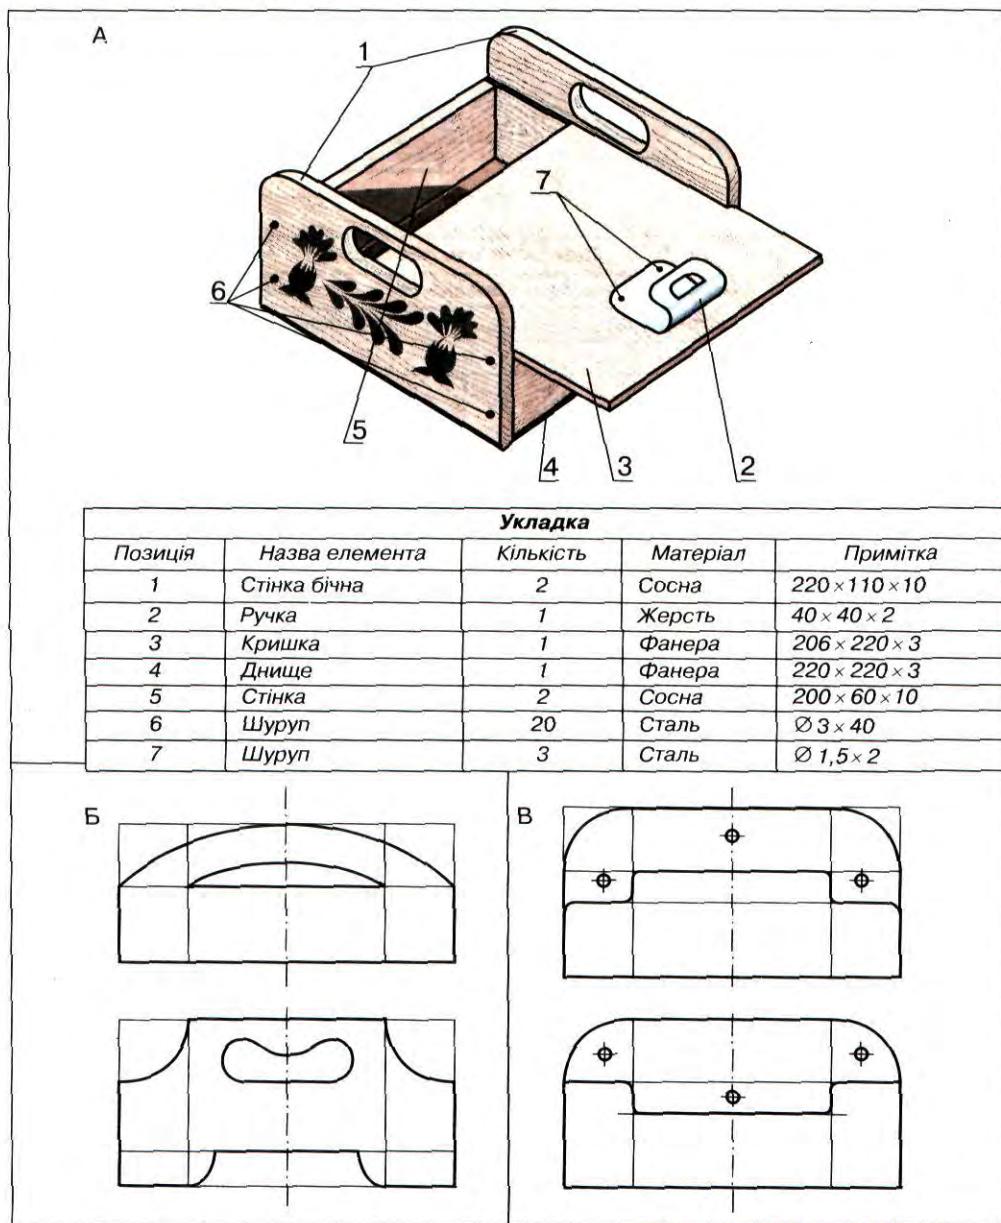 А
1
7
6
5
4
3
2
Укладка
Позиція Назва елемента Кількість Матеріал Примітка
1 Стінка бічна 2 Сосна 220 × 110 × 10
2 Ручка 1 Жерсть 40 × 40 × 2
3 Кришка 1 Фанера 206 × 220 × 3
4 Днище 1 Фанера 220 × 220 × 3
5 Стінка 2 Сосна 200 × 60 × 10
6 Шуруп 20 Сталь ∅ 3 × 40
7 Шуруп 3 Сталь ∅ 1,5 × 2
Б
В